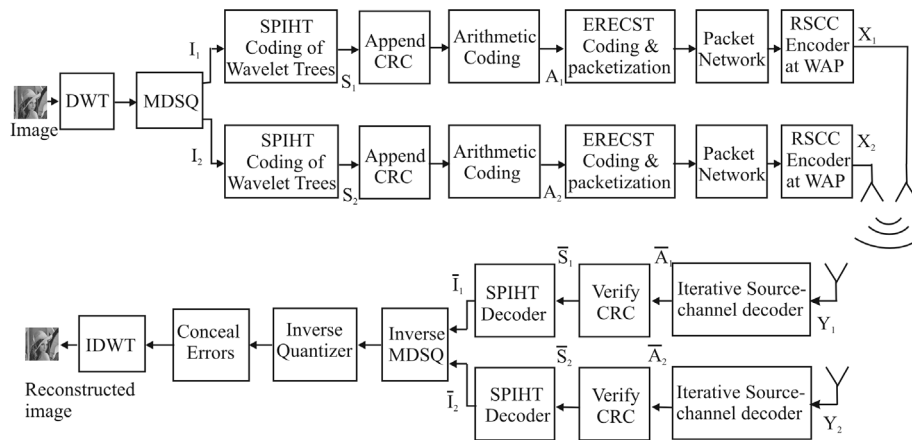 Image
DWT
MDSQ
I₁
SPIHT
Coding of
Wavelet Trees
S₁
Append
CRC
Arithmetic
Coding
A₁
ERECST
Coding &
packetization
Packet
Network
RSCC
Encoder
at WAP
X₁
I₂
SPIHT
Coding of
Wavelet Trees
S₂
Append
CRC
Arithmetic
Coding
A₂
ERECST
Coding &
packetization
Packet
Network
RSCC
Encoder
at WAP
X₂
Reconstructed
image
IDWT
Conceal
Errors
Inverse
Quantizer
Inverse
MDSQ
I̅₁
SPIHT
Decoder
S̅₁
Verify
CRC
A̅₁
Iterative Source-
channel decoder
Y₁
I̅₂
SPIHT
Decoder
S̅₂
Verify
CRC
A̅₂
Iterative Source-
channel decoder
Y₂